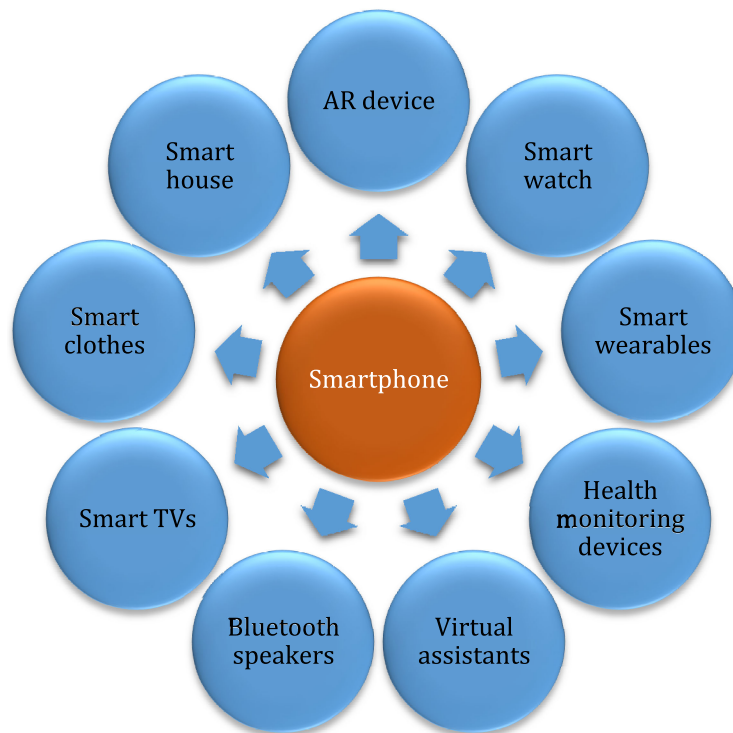 AR device
Smart
watch
Smart
wearables
Health
monitoring
devices
Virtual
assistants
Bluetooth
speakers
Smart TVs
Smart
clothes
Smart
house
Smartphone